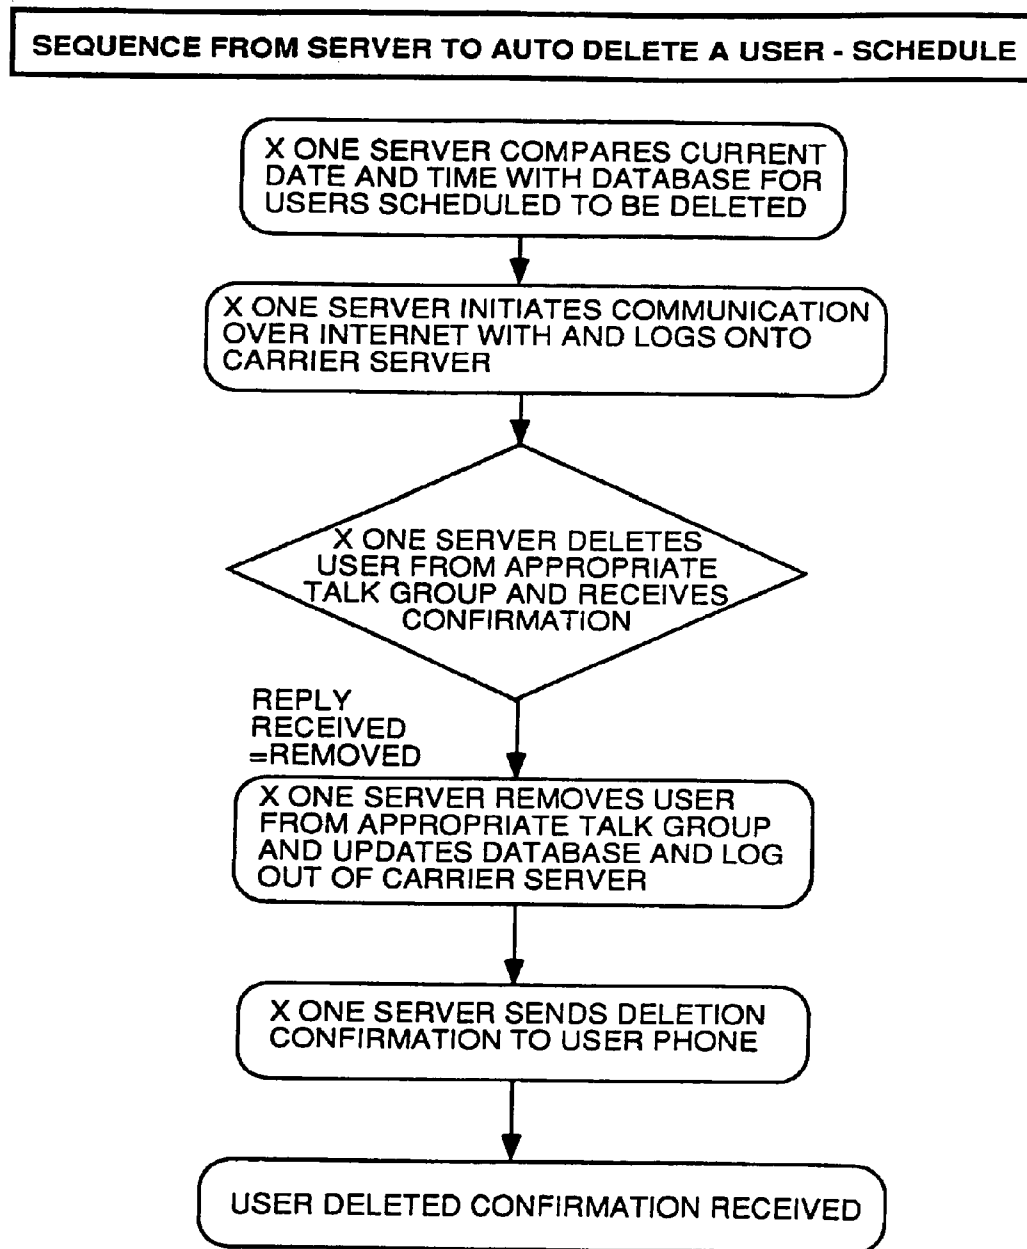 SEQUENCE FROM SERVER TO AUTO DELETE A USER - SCHEDULE
X ONE SERVER COMPARES CURRENT
DATE AND TIME WITH DATABASE FOR
USERS SCHEDULED TO BE DELETED
X ONE SERVER INITIATES COMMUNICATION
OVER INTERNET WITH AND LOGS ONTO
CARRIER SERVER
X ONE SERVER DELETES
USER FROM APPROPRIATE
TALK GROUP AND RECEIVES
CONFIRMATION
REPLY
RECEIVED
=REMOVED
X ONE SERVER REMOVES USER
FROM APPROPRIATE TALK GROUP
AND UPDATES DATABASE AND LOG
OUT OF CARRIER SERVER
X ONE SERVER SENDS DELETION
CONFIRMATION TO USER PHONE
USER DELETED CONFIRMATION RECEIVED